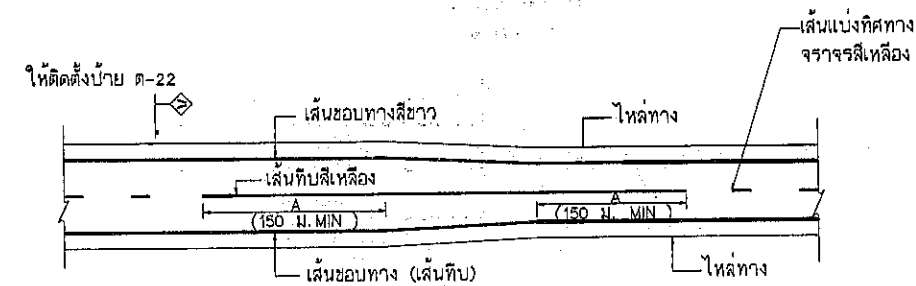 เส้นแบ่งทิศทาง
จราจรสีเหลือง
ให้ติดตั้งป้าย ต-22
เส้นขอบทางสีขาว
ไหล่ทาง
เส้นทึบสีเหลือง
A
(150 ม. MIN )
A
(150 ม. MIN )
เส้นขอบทาง (เส้นทึบ)
ไหล่ทาง